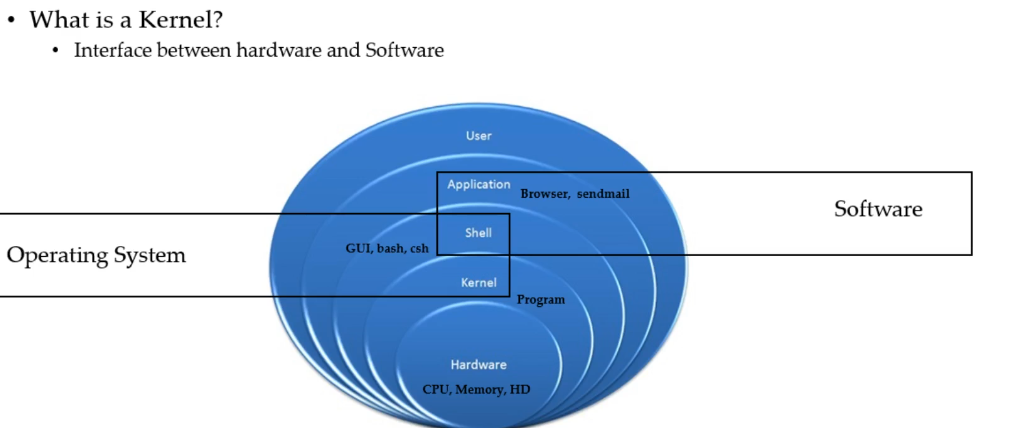 • What is a Kernel?
• Interface between hardware and Software
User
Application
Browser, sendmail
Software
Shell
GUI, bash, csh
Operating System
Kernel
Program
Hardware
CPU, Memory, HD